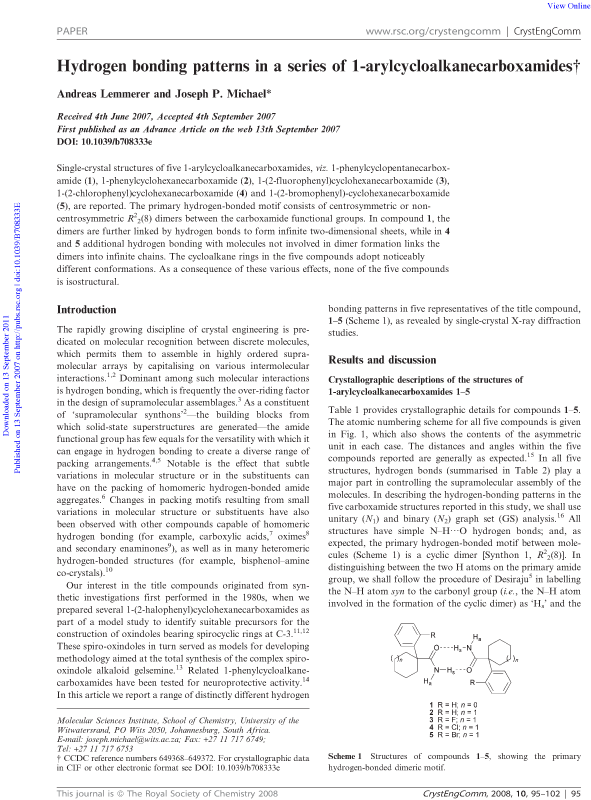 View Online
PAPER
www.rsc.org/crystengcomm | CrystEngComm
Hydrogen bonding patterns in a series of 1-arylcycloalkanecarboxamides†
Andreas Lemmerer and Joseph P. Michael*
Received 4th June 2007, Accepted 4th September 2007
First published as an Advance Article on the web 13th September 2007
DOI: 10.1039/b708333e
Single-crystal structures of five 1-arylcycloalkanecarboxamides, viz. 1-phenylcyclopentanecarbox-
amide (1), 1-phenylcyclohexanecarboxamide (2), 1-(2-fluorophenyl)cyclohexanecarboxamide (3),
1-(2-chlorophenyl)cyclohexanecarboxamide (4) and 1-(2-bromophenyl)-cyclohexanecarboxamide
(5), are reported. The primary hydrogen-bonded motif consists of centrosymmetric or non-
centrosymmetric R²₂(8) dimers between the carboxamide functional groups. In compound 1, the
dimers are further linked by hydrogen bonds to form infinite two-dimensional sheets, while in 4
and 5 additional hydrogen bonding with molecules not involved in dimer formation links the
dimers into infinite chains. The cycloalkane rings in the five compounds adopt noticeably
different conformations. As a consequence of these various effects, none of the five compounds
is isostructural.
Downloaded on 13 September 2011
Published on 13 September 2007 on http://pubs.rsc.org | doi:10.1039/B708333E
Introduction
The rapidly growing discipline of crystal engineering is pre-
dicated on molecular recognition between discrete molecules,
which permits them to assemble in highly ordered supra-
molecular arrays by capitalising on various intermolecular
interactions.¹,² Dominant among such molecular interactions
is hydrogen bonding, which is frequently the over-riding factor
in the design of supramolecular assemblages.³ As a constituent
of ‘supramolecular synthons’²—the building blocks from
which solid-state superstructures are generated—the amide
functional group has few equals for the versatility with which it
can engage in hydrogen bonding to create a diverse range of
packing arrangements.⁴,⁵ Notable is the effect that subtle
variations in molecular structure or in the substituents can
have on the packing of homomeric hydrogen-bonded amide
aggregates.⁶ Changes in packing motifs resulting from small
variations in molecular structure or substituents have also
been observed with other compounds capable of homomeric
hydrogen bonding (for example, carboxylic acids,⁷ oximes⁸
and secondary enaminones⁹), as well as in many heteromeric
hydrogen-bonded structures (for example, bisphenol–amine
co-crystals).¹⁰
Our interest in the title compounds originated from syn-
thetic investigations first performed in the 1980s, when we
prepared several 1-(2-halophenyl)cyclohexanecarboxamides as
part of a model study to identify suitable precursors for the
construction of oxindoles bearing spirocyclic rings at C-3.¹¹,¹²
These spiro-oxindoles in turn served as models for developing
methodology aimed at the total synthesis of the complex spiro-
oxindole alkaloid gelsemine.¹³ Related 1-phenylcycloalkane-
carboxamides have been tested for neuroprotective activity.¹⁴
In this article we report a range of distinctly different hydrogen
Molecular Sciences Institute, School of Chemistry, University of the
Witwatersrand, PO Wits 2050, Johannesburg, South Africa.
E-mail: joseph.michael@wits.ac.za; Fax: +27 11 717 6749;
Tel: +27 11 717 6753
† CCDC reference numbers 649368–649372. For crystallographic data
in CIF or other electronic format see DOI: 10.1039/b708333e
bonding patterns in five representatives of the title compound,
1–5 (Scheme 1), as revealed by single-crystal X-ray diffraction
studies.
Results and discussion
Crystallographic descriptions of the structures of
1-arylcycloalkanecarboxamides 1–5
Table 1 provides crystallographic details for compounds 1–5.
The atomic numbering scheme for all five compounds is given
in Fig. 1, which also shows the contents of the asymmetric
unit in each case. The distances and angles within the five
compounds reported are generally as expected.¹⁵ In all five
structures, hydrogen bonds (summarised in Table 2) play a
major part in controlling the supramolecular assembly of the
molecules. In describing the hydrogen-bonding patterns in the
five carboxamide structures reported in this study, we shall use
unitary (N₁) and binary (N₂) graph set (GS) analysis.¹⁶ All
structures have simple N–H⋯O hydrogen bonds; and, as
expected, the primary hydrogen-bonded motif between mole-
cules (Scheme 1) is a cyclic dimer [Synthon 1, R²₂(8)]. In
distinguishing between the two H atoms on the primary amide
group, we shall follow the procedure of Desiraju⁵ in labelling
the N–H atom syn to the carbonyl group (i.e., the N–H atom
involved in the formation of the cyclic dimer) as ‘Hₛ’ and the
R
Hₐ
O---Hₛ–N
( )n
( )n
N–Hₛ---O
Hₐ
R
1 R = H; n = 0
2 R = H; n = 1
3 R = F; n = 1
4 R = Cl; n = 1
5 R = Br; n = 1
Scheme 1 Structures of compounds 1–5, showing the primary
hydrogen-bonded dimeric motif.
This journal is © The Royal Society of Chemistry 2008
CrystEngComm, 2008, 10, 95–102 | 95